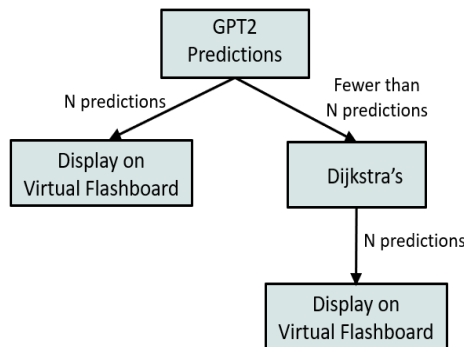 GPT2
Predictions
N predictions
Fewer than
N predictions
Display on
Virtual Flashboard
Dijkstra's
N predictions
Display on
Virtual Flashboard